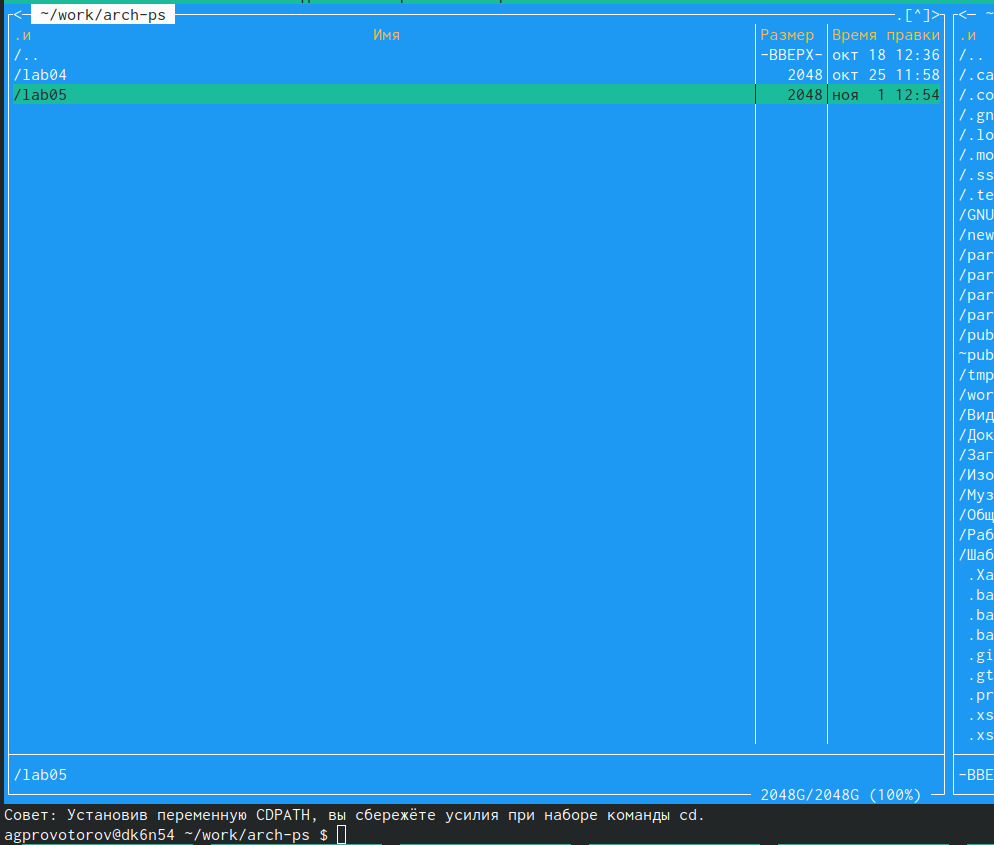 <─ ~/work/arch-ps .[^]>
.и Имя Размер Время правки
/.. -ВВЕРХ- окт 18 12:36
/lab04 2048 окт 25 11:58
/lab05 2048 ноя 1 12:54
/lab05
2048G/2048G (100%)
<─ ~
.и
/..
/.ca
/.co
/.gn
/.lo
/.mo
/.ss
/.te
/GNU
/new
/par
/par
/par
/par
/pub
~pub
/tmp
/wor
/Вид
/Док
/Заг
/Изо
/Муз
/Общ
/Раб
/Шаб
.Xa
.ba
.ba
.ba
.gi
.gt
.pr
.xs
.xs
-ВВЕ
Совет: Установив переменную CDPATH, вы сбережёте усилия при наборе команды cd.
agprovotorov@dk6n54 ~/work/arch-ps $